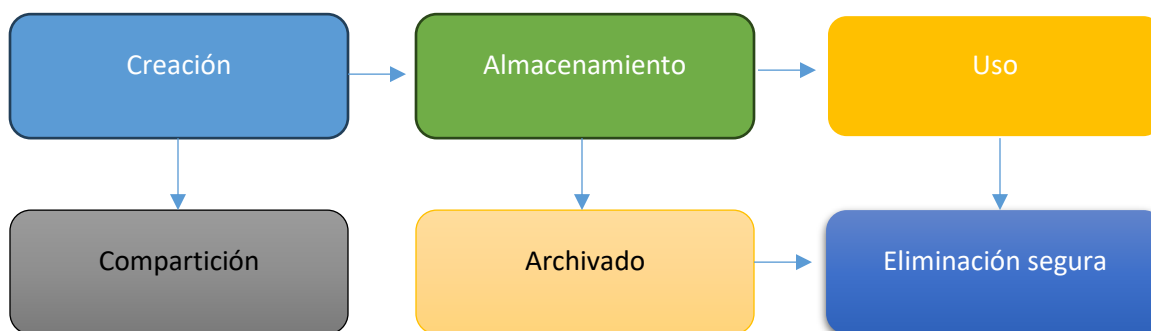 Creación
Almacenamiento
Uso
Compartición
Archivado
Eliminación segura